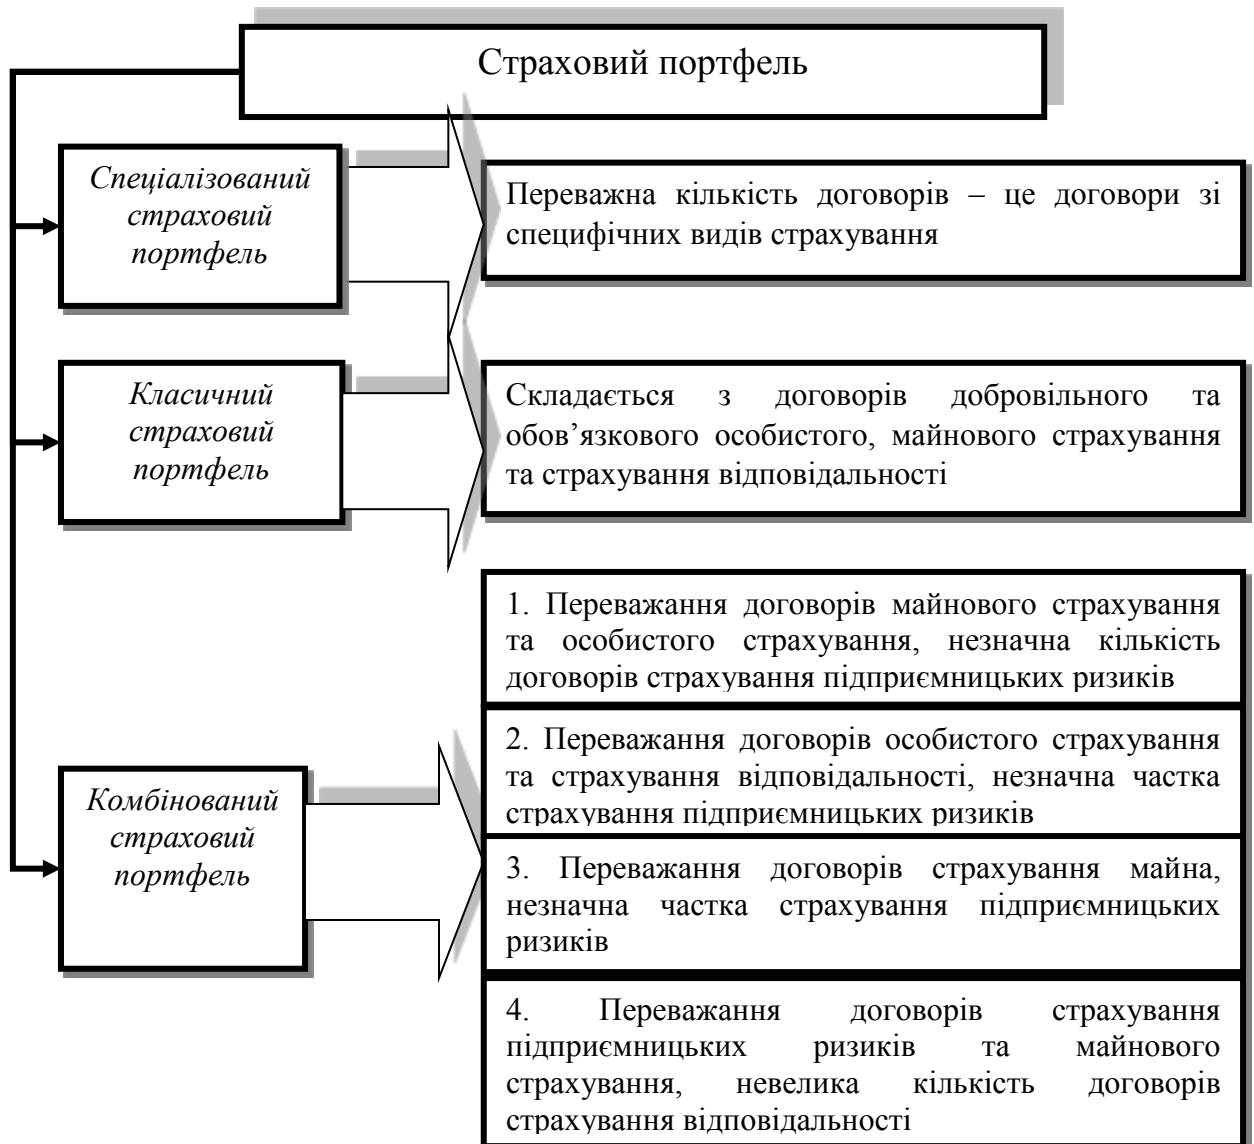 Страховий портфель
Спеціалізований
страховий
портфель
Переважна кількість договорів – це договори зі
специфічних видів страхування
Класичний
страховий
портфель
Складається з договорів добровільного та
обов’язкового особистого, майнового страхування
та страхування відповідальності
Комбінований
страховий
портфель
1. Переважання договорів майнового страхування
та особистого страхування, незначна кількість
договорів страхування підприємницьких ризиків
2. Переважання договорів особистого страхування
та страхування відповідальності, незначна частка
страхування підприємницьких ризиків
3. Переважання договорів страхування майна,
незначна частка страхування підприємницьких
ризиків
4. Переважання договорів страхування
підприємницьких ризиків та майнового
страхування, невелика кількість договорів
страхування відповідальності